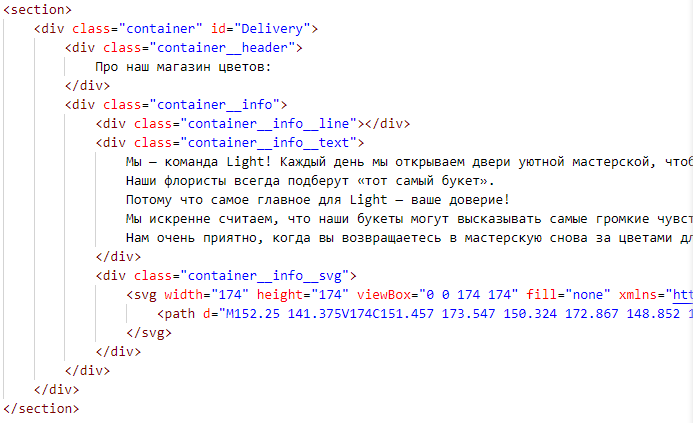 <section>
<div class="container" id="Delivery">
<div class="container__header">
Про наш магазин цветов:
</div>
<div class="container__info">
<div class="container__info__line"></div>
<div class="container__info__text">
Мы — команда Light! Каждый день мы открываем двери уютной мастерской, чтоб
Наши флористы всегда подберут «тот самый букет».
Потому что самое главное для Light — ваше доверие!
Мы искренне считаем, что наши букеты могут высказывать самые громкие чувст
Нам очень приятно, когда вы возвращаетесь в мастерскую снова за цветами дл
</div>
<div class="container__info__svg">
<svg width="174" height="174" viewBox="0 0 174 174" fill="none" xmlns="htt
<path d="M152.25 141.375V174C151.457 173.547 150.324 172.867 148.852 1
</svg>
</div>
</div>
</div>
</section>